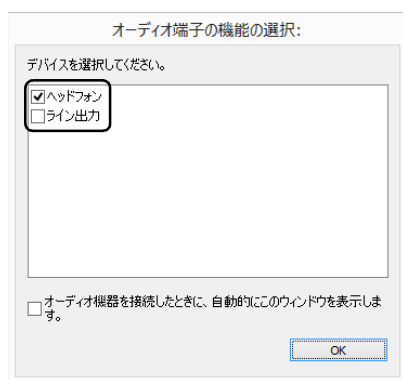 オーディオ端子の機能の選択:
デバイスを選択してください。
ヘッドフォン
ライン出力
オーディオ機器を接続したときに、自動的にこのウィンドウを表示しま
す。
OK